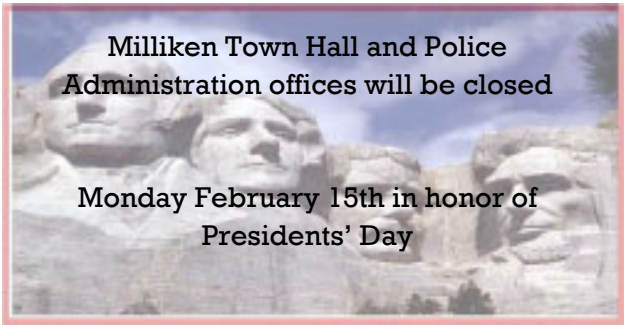 Milliken Town Hall and Police
Administration offices will be closed
Monday February 15th in honor of
Presidents’ Day